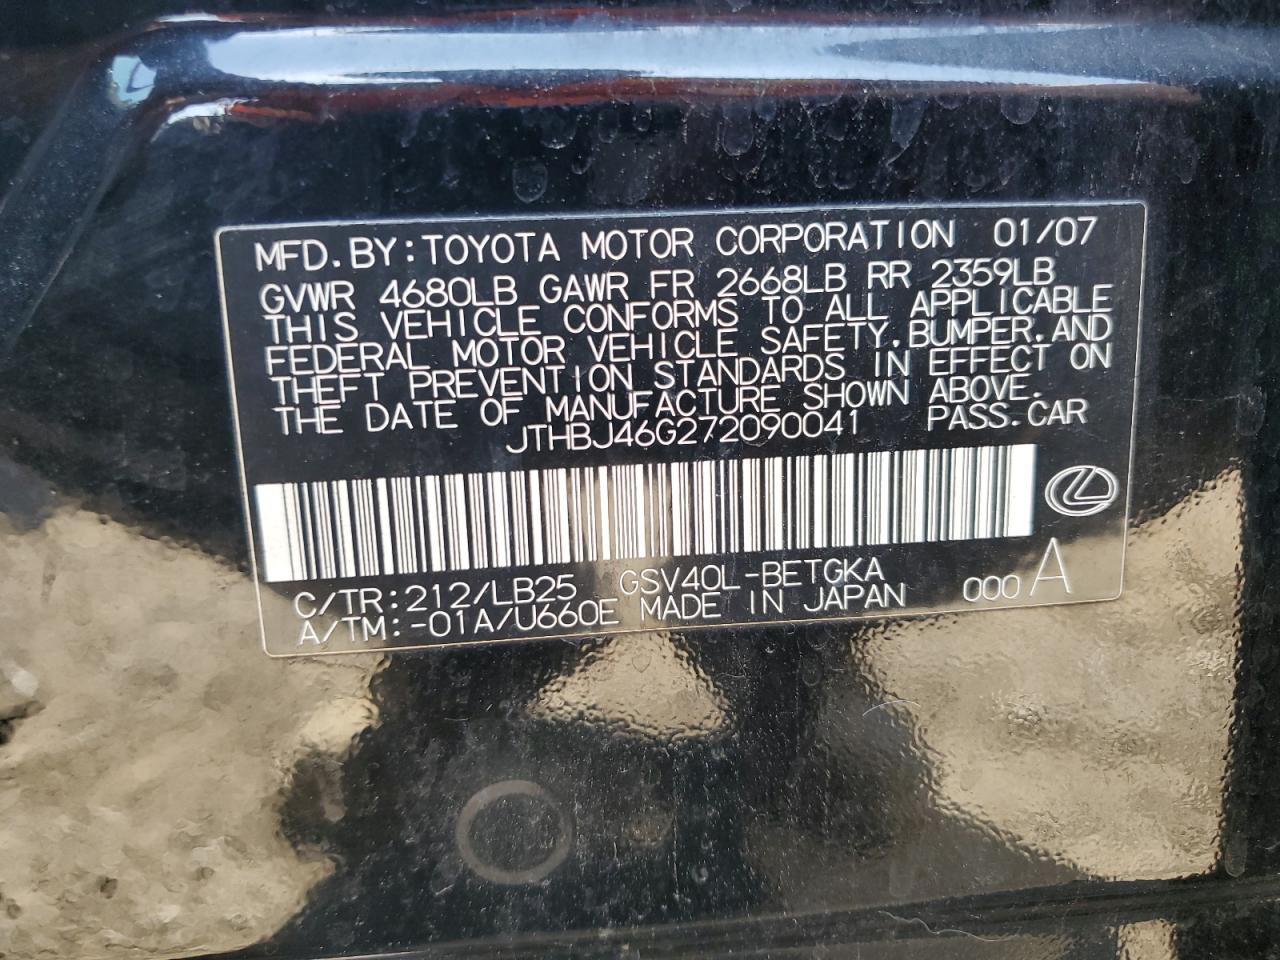 MFD.BY:TOYOTA MOTOR CORPORATION 01/07
GVWR 4680LB GAWR FR 2668LB RR 2359LB
THIS VEHICLE CONFORMS TO ALL APPLICABLE
FEDERAL MOTOR VEHICLE SAFETY,BUMPER,AND
THEFT PREVENTION STANDARDS IN EFFECT ON
THE DATE OF MANUFACTURE SHOWN ABOVE.
JTHBJ46G272090041 PASS.CAR
C/TR:212/LB25 GSV40L-BETGKA
A/TM:-01A/U660E MADE IN JAPAN 000 A